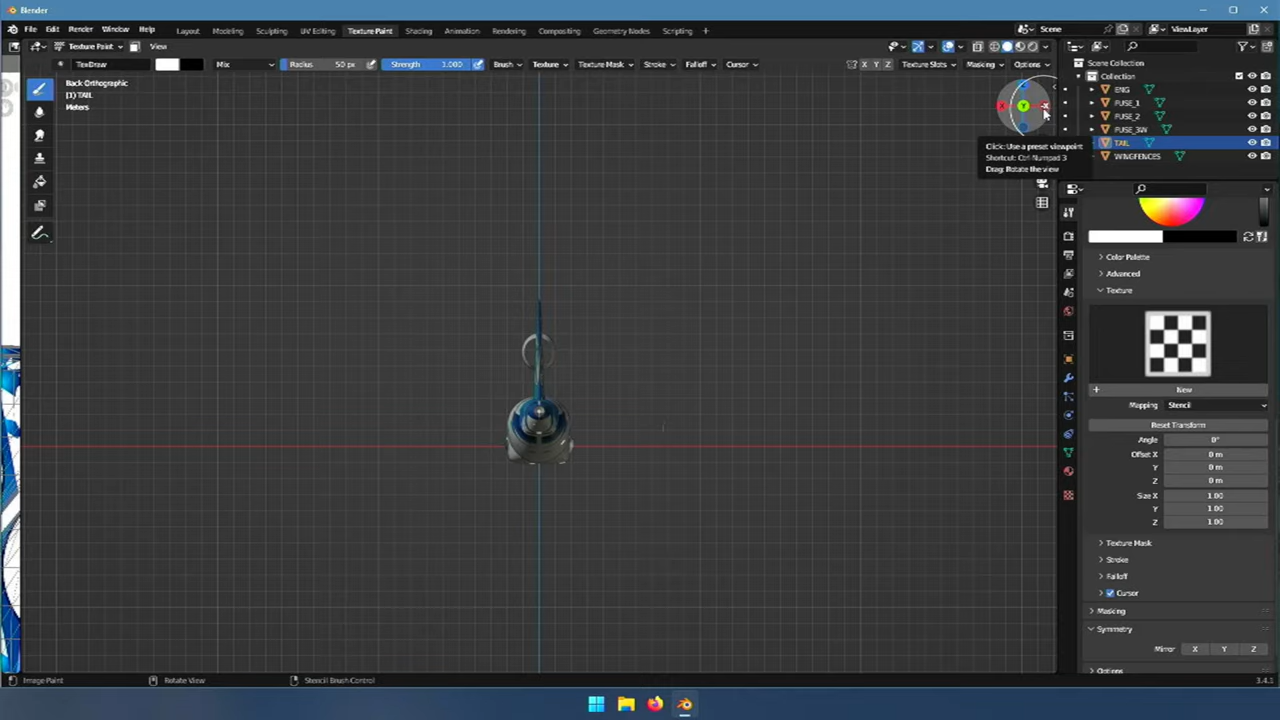 Blender
File Edit Render Window Help Layout Modeling Sculpting UV Editing Texture Paint Shading Animation Rendering Compositing Geometry Nodes Scripting + Scene ViewLayer
Texture Paint View
TexDraw Mix Radius 50 px Strength 1.000 Brush Texture Texture Mask Stroke Falloff Cursor X Y Z Texture Slots Masking Options
Scene Collection
Collection
ENG
FUSE_1
FUSE_2
FUSE_3W
TAIL
WINGFENCES
Back Orthographic
(1) TAIL
Meters
X Y X
Click: Use a preset viewpoint
Shortcut: Ctrl Numpad 3
Drag: Rotate the view
Color Palette
Advanced
Texture
+ New
Mapping Stencil
Reset Transform
Angle 0°
Offset X 0 m
Y 0 m
Z 0 m
Size X 1.00
Y 1.00
Z 1.00
Texture Mask
Stroke
Falloff
Cursor
Masking
Symmetry
Mirror X Y Z
Options
Image Paint Rotate View Stencil Brush Control 3.4.1